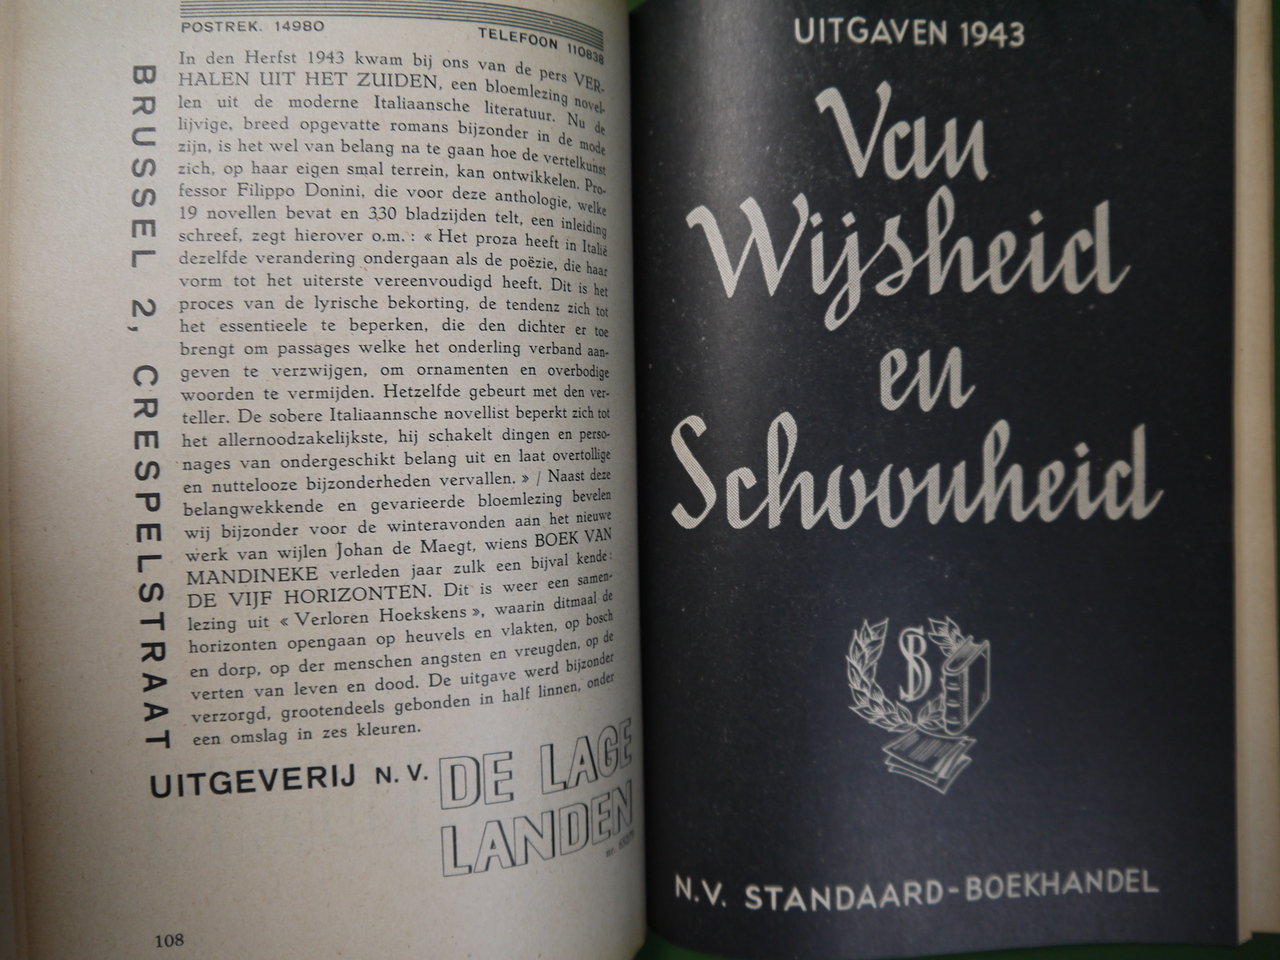 POSTREK. 14980
TELEFOON 110838
BRUSSEL 2, CRESPELSTRAAT
In den Herfst 1943 kwam bij ons van de pers VER-
HALEN UIT HET ZUIDEN, een bloemlezing novel-
len uit de moderne Italiaansche literatuur. Nu de
lijvige, breed opgevatte romans bijzonder in de mode
zijn, is het wel van belang na te gaan hoe de vertelkunst
zich, op haar eigen smal terrein, kan ontwikkelen. Pro-
fessor Filippo Donini, die voor deze anthologie, welke
19 novellen bevat en 330 bladzijden telt, een inleiding
schreef, zegt hierover o.m. : « Het proza heeft in Italië
dezelfde verandering ondergaan als de poëzie, die haar
vorm tot het uiterste vereenvoudigd heeft. Dit is het
proces van de lyrische bekorting, de tendenz zich tot
het essentieele te beperken, die den dichter er toe
brengt om passages welke het onderling verband aan-
geven te verzwijgen, om ornamenten en overbodige
woorden te vermijden. Hetzelfde gebeurt met den ver-
teller. De sobere Italiaannsche novellist beperkt zich tot
het allernoodzakelijkste, hij schakelt dingen en perso-
nages van ondergeschikt belang uit en laat overtollige
en nuttelooze bijzonderheden vervallen. » / Naast deze
belangwekkende en gevarieerde bloemlezing bevelen
wij bijzonder voor de winteravonden aan het nieuwe
werk van wijlen Johan de Maegt, wiens BOEK VAN
MANDINEKE verleden jaar zulk een bijval kende :
DE VIJF HORIZONTEN. Dit is weer een samen-
lezing uit « Verloren Hoekskens », waarin ditmaal de
horizonten opengaan op heuvels en vlakten, op bosch
en dorp, op der menschen angsten en vreugden, op de
verten van leven en dood. De uitgave werd bijzonder
verzorgd, grootendeels gebonden in half linnen, onder
een omslag in zes kleuren.
UITGEVERIJ N. V.
DE LAGE
LANDEN
108
UITGAVEN 1943
Van
Wijsheid
en
Schoonheid
SB
N.V. STANDAARD-BOEKHANDEL